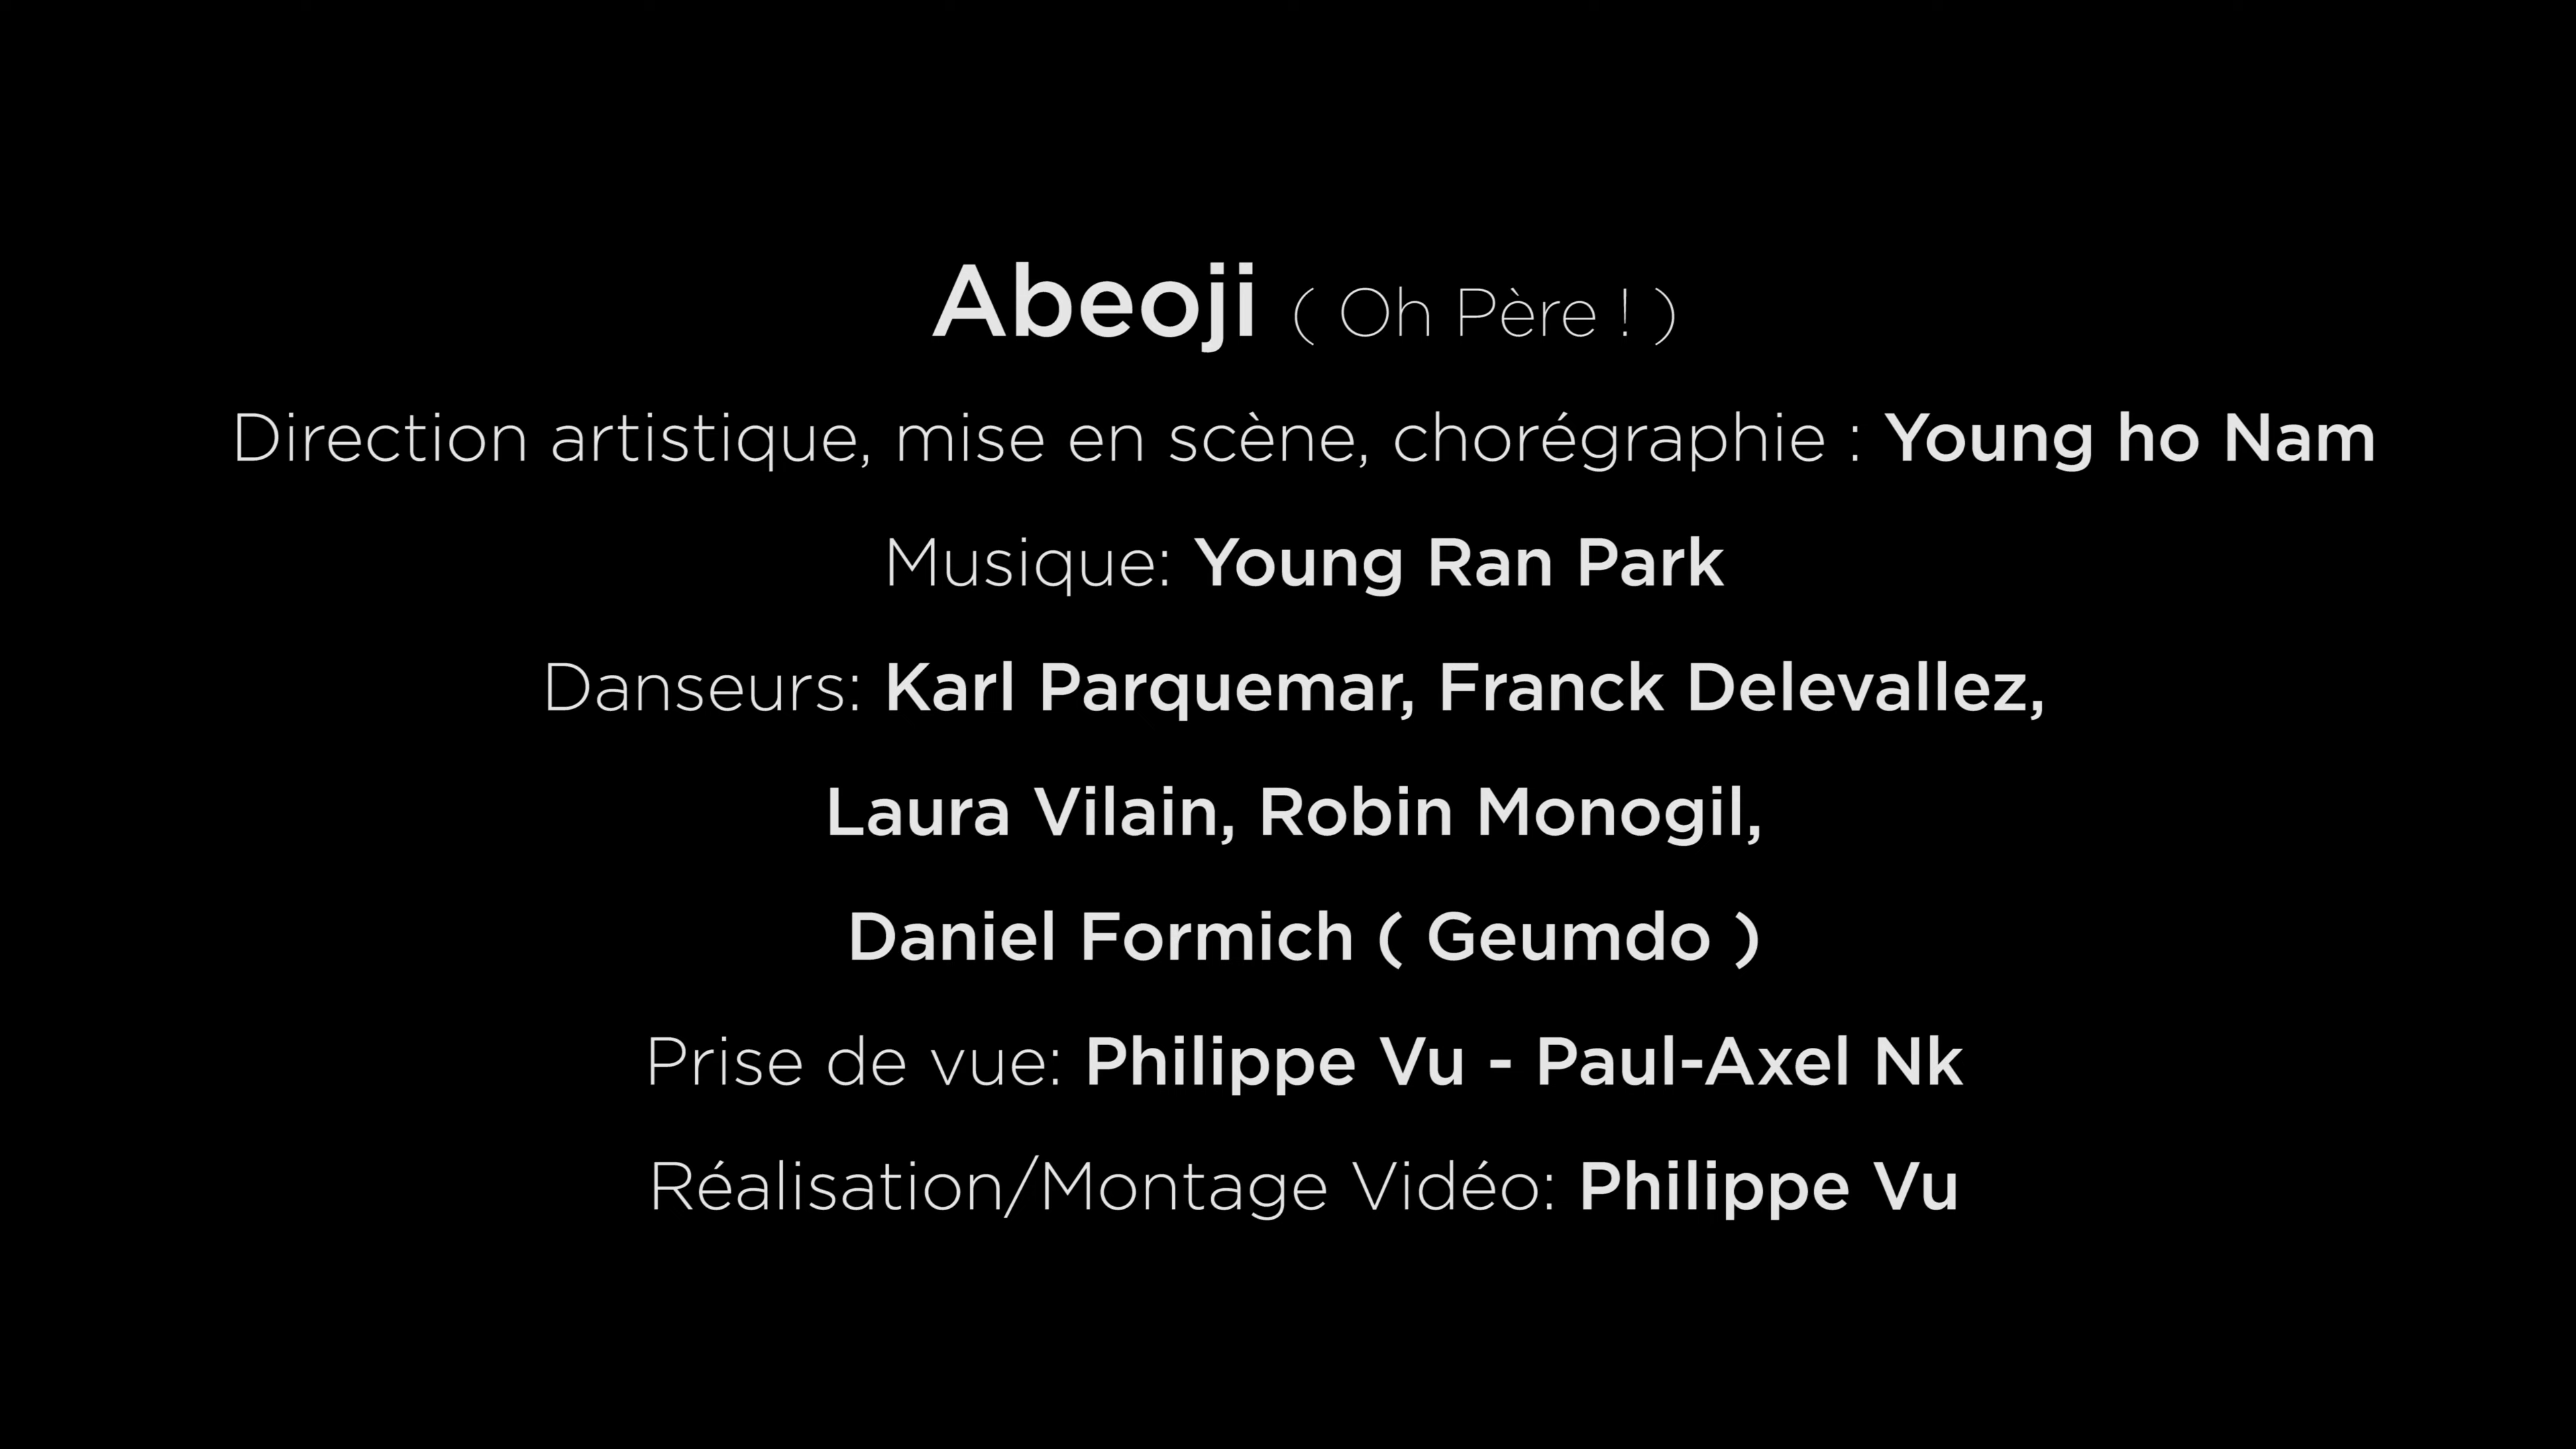 Abeoji ( Oh Père ! )
Direction artistique, mise en scène, chorégraphie : Young ho Nam
Musique: Young Ran Park
Danseurs: Karl Parquemar, Franck Delevallez,
Laura Vilain, Robin Monogil,
Daniel Formich ( Geumdo )
Prise de vue: Philippe Vu - Paul-Axel Nk
Réalisation/Montage Vidéo: Philippe Vu